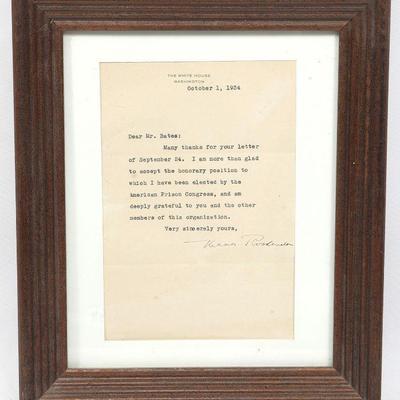 THE WHITE HOUSE
WASHINGTON
October 1, 1934
Dear Mr. Bates:
Many thanks for your letter
of September 24. I am more than glad
to accept the honorary position to
which I have been elected by the
American Prison Congress, and am
deeply grateful to you and the other
members of this organization.
Very sincerely yours,
Eleanor Roosevelt